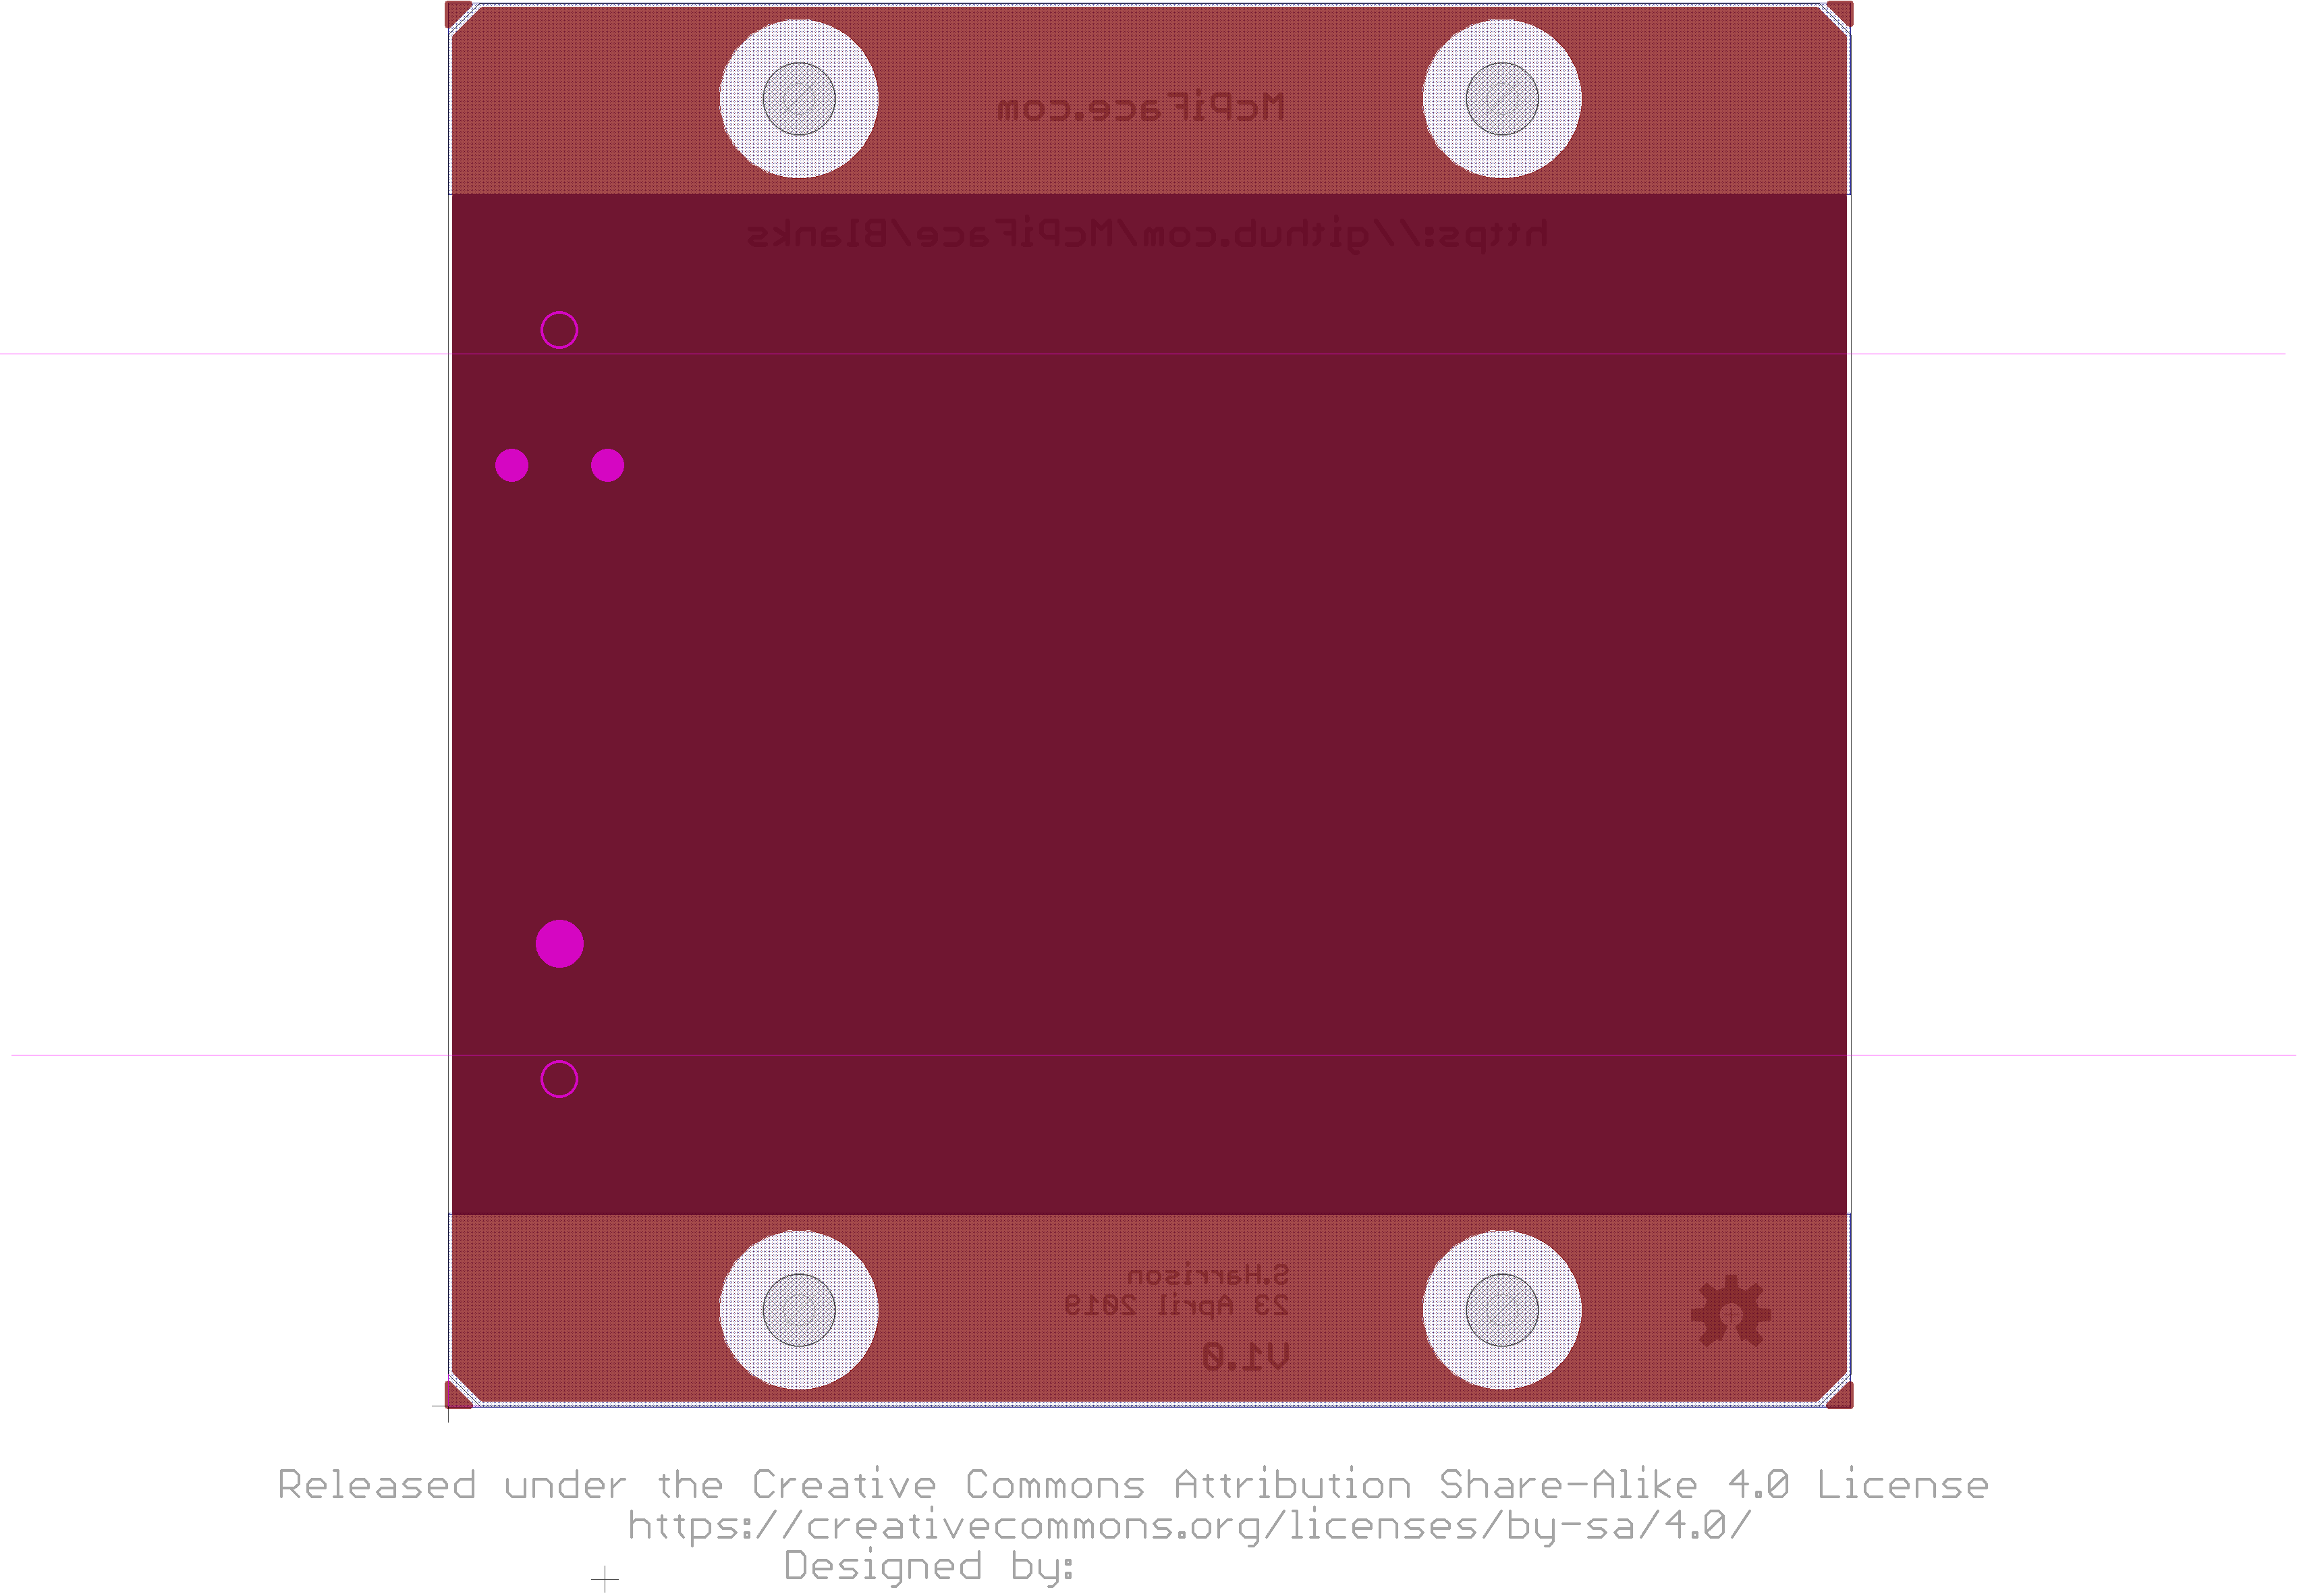 McPiFace.com
https://github.com/McPiFace/Blanks
S.Harrison
23 April 2019
V1.0
Released under the Creative Commons Attribution Share-Alike 4.0 License
https://creativecommons.org/licenses/by-sa/4.0/
Designed by: